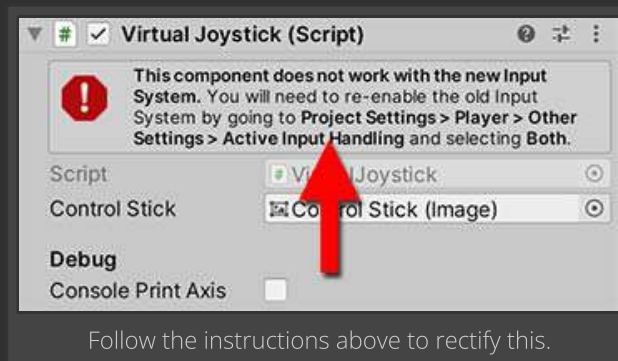 Virtual Joystick (Script)
This component does not work with the new Input
System. You will need to re-enable the old Input
System by going to Project Settings > Player > Other
Settings > Active Input Handling and selecting Both.
Script
Control Stick
Control Stick (Image)
Debug
Console Print Axis
Follow the instructions above to rectify this.